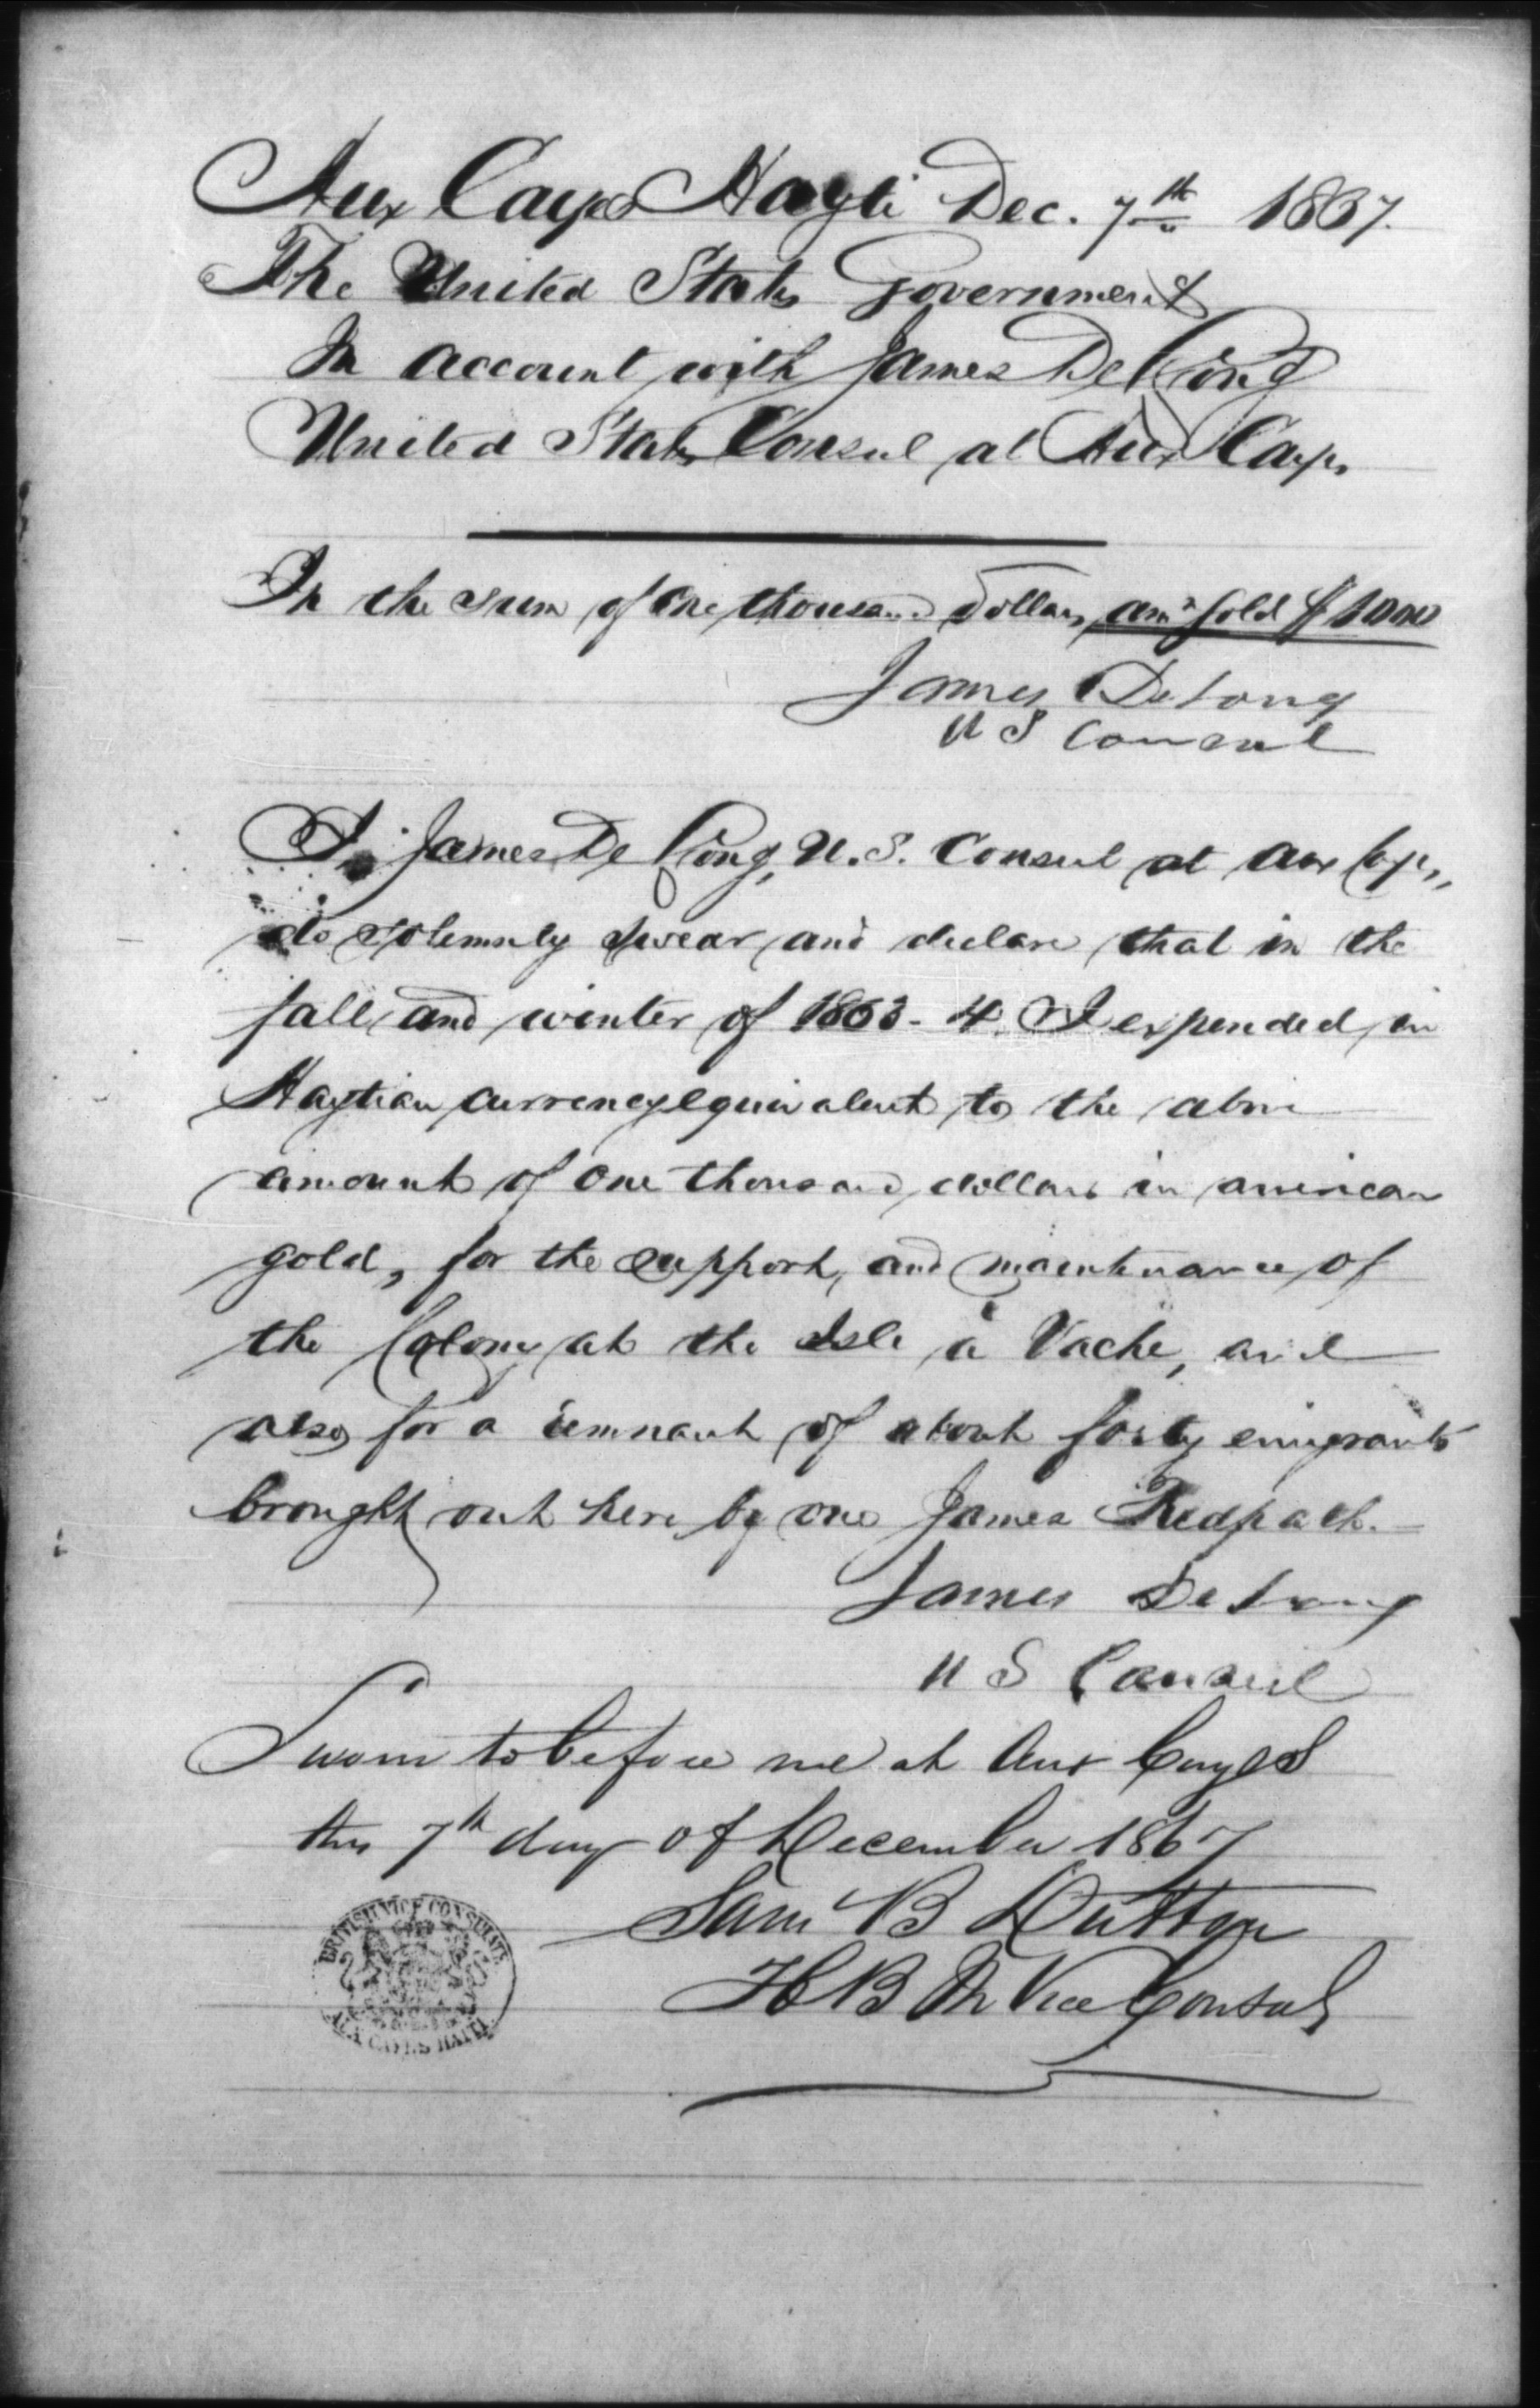 Aux Cayes Hayti Dec. 7th 1867.
The United States Government
In account with James De Long
United States Consul at Aux Cayes
In the sum of One thousand Dollars, amn gold $1000
James DeLong
U S Consul
I, James De Long, U.S. Consul at Aux Cayes,
do solemnly swear and declare that in the
fall and winter of 1863-4 I expended in
Haytian currency equivalent to the above
amount of One thousand dollars in american
gold, for the support, and maintenance of
the Colony at the Isle a Vache, and
also for a remnant of about forty emigrants
brought out here by one James Redpath.
James DeLong
U S Consul
Sworn to before me at Aux Cayes
this 7th day of December 1867
Sam B Dutton
H B M Vice Consul
BRITISH VICE CONSULATE
AUX CAYES HAITI